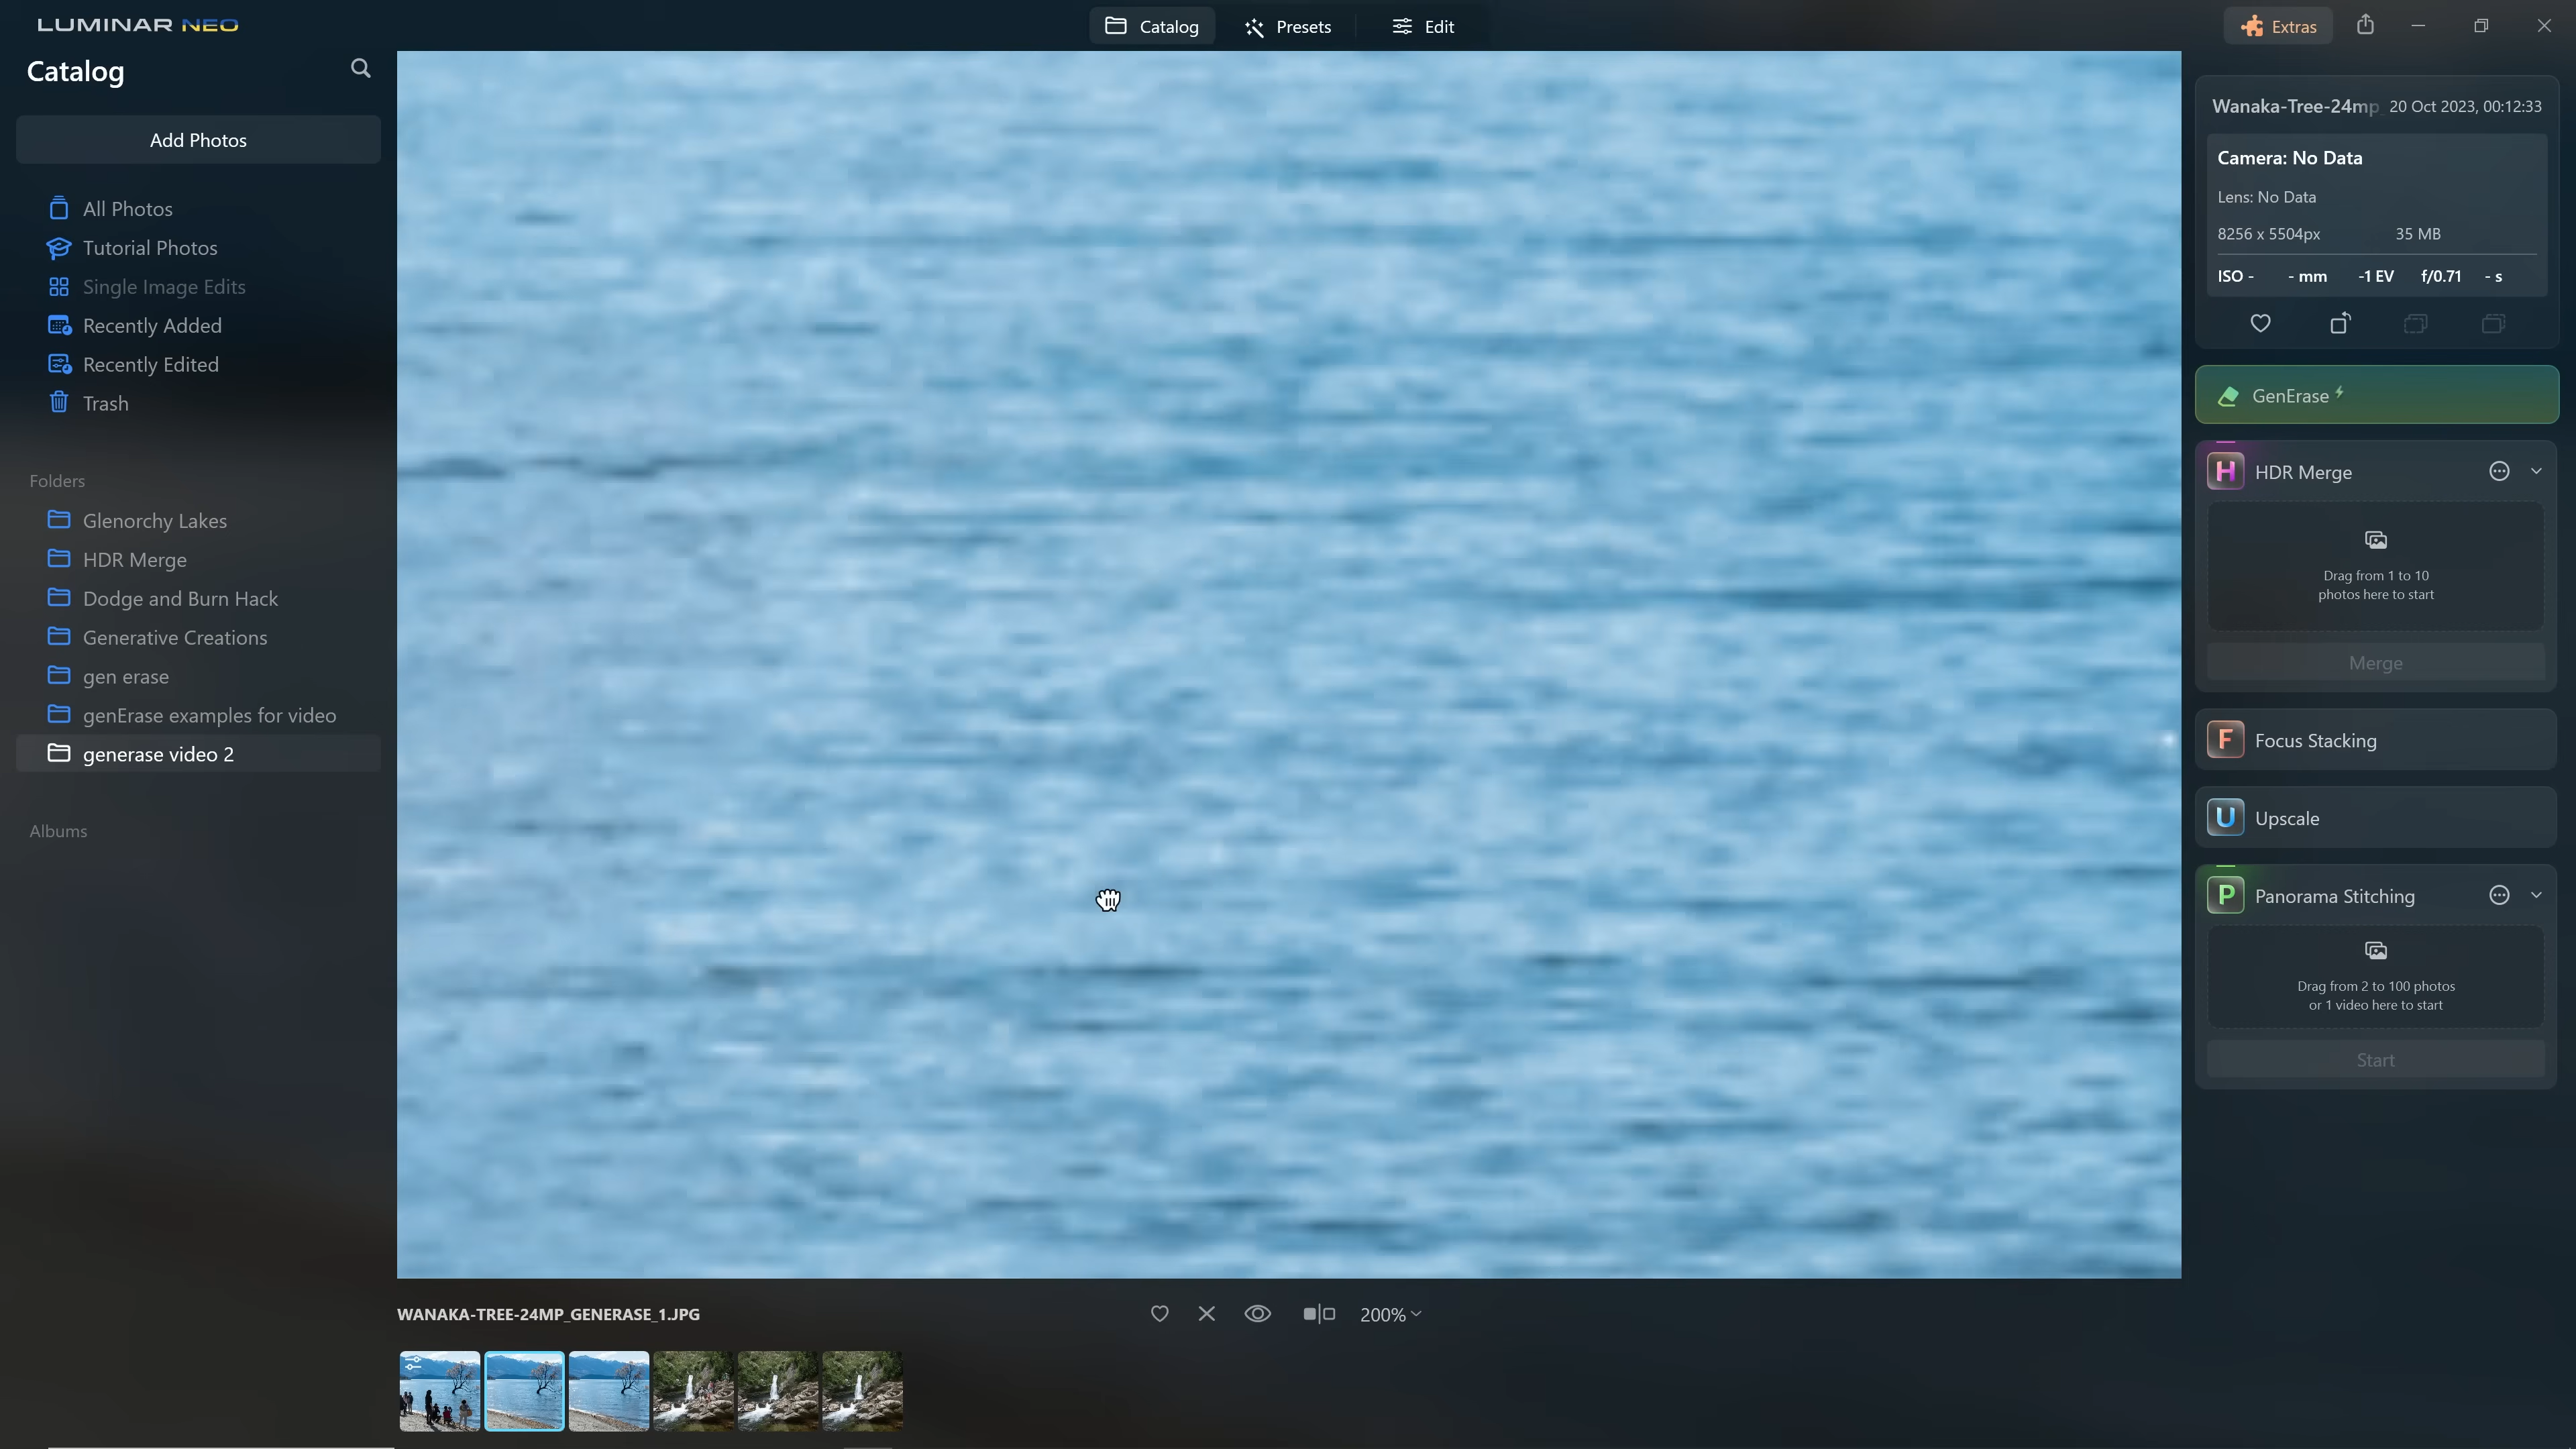 LUMINAR NEO
Catalog
Presets
Edit
Extras
Catalog
Add Photos
All Photos
Tutorial Photos
Single Image Edits
Recently Added
Recently Edited
Trash
Folders
Glenorchy Lakes
HDR Merge
Dodge and Burn Hack
Generative Creations
gen erase
genErase examples for video
generase video 2
Albums
WANAKA-TREE-24MP_GENERASE_1.JPG
200%
Wanaka-Tree-24mp 20 Oct 2023, 00:12:33
Camera: No Data
Lens: No Data
8256 x 5504px 35 MB
ISO - - mm -1 EV f/0.71 - s
GenErase
H HDR Merge
Drag from 1 to 10
photos here to start
Merge
F Focus Stacking
U Upscale
P Panorama Stitching
Drag from 2 to 100 photos
or 1 video here to start
Start